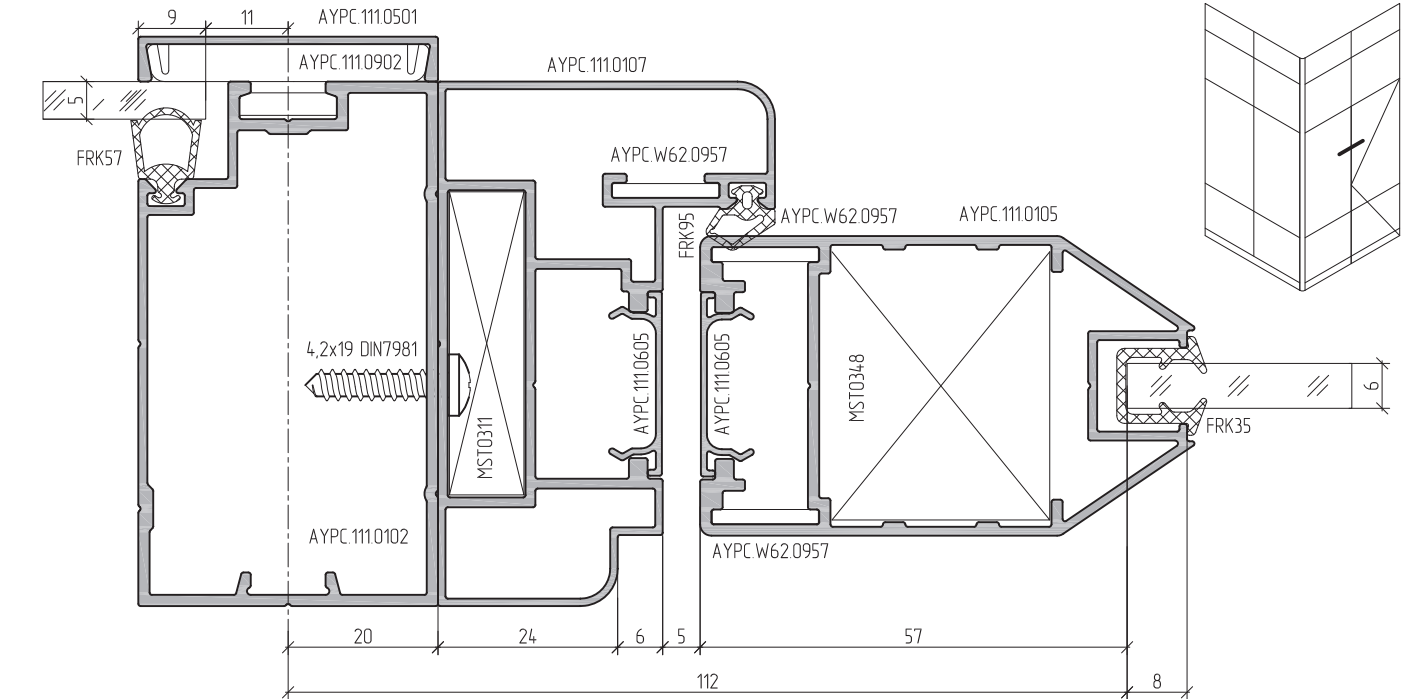 9
11
AYPC.111.0501
AYPC.111.0902
AYPC.111.0107
5
FRK57
AYPC.W62.0957
FRK95
AYPC.W62.0957
AYPC.111.0105
4,2x19 DIN7981
MST0311
AYPC.111.0605
AYPC.111.0605
MST0348
6
FRK35
AYPC.111.0102
AYPC.W62.0957
20
24
6
5
57
112
8